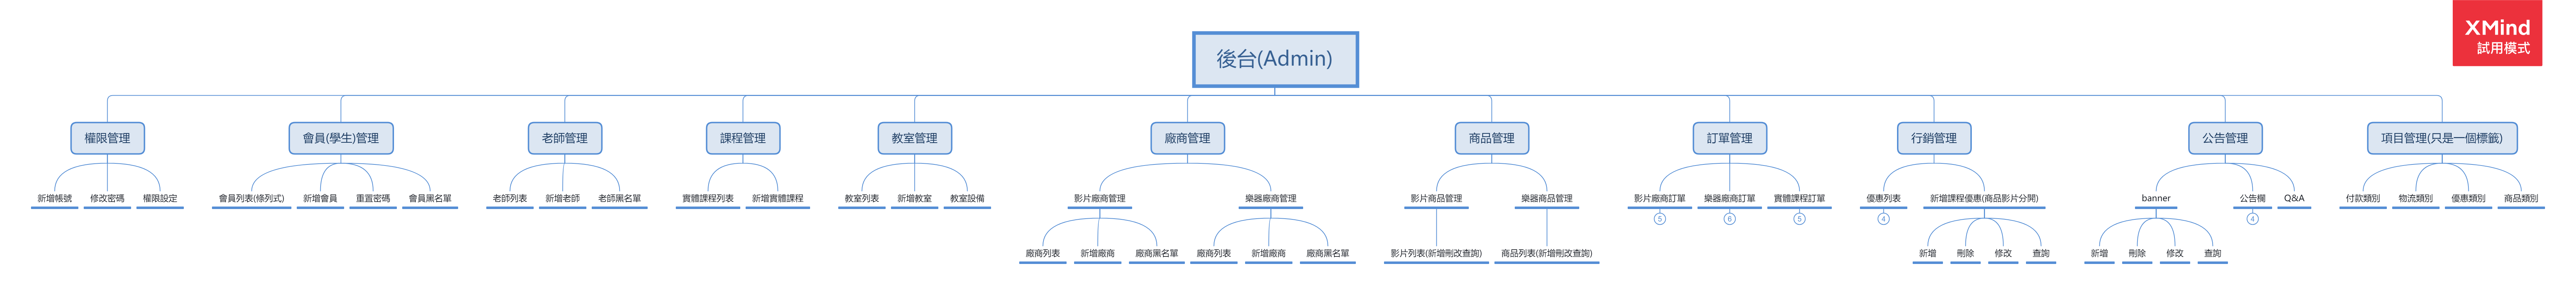 XMind
試用模式
後台(Admin)
權限管理
會員(學生)管理
老師管理
課程管理
教室管理
廠商管理
商品管理
訂單管理
行銷管理
公告管理
項目管理(只是一個標籤)
新增帳號
修改密碼
權限設定
會員列表(條列式)
新增會員
重置密碼
會員黑名單
老師列表
新增老師
老師黑名單
實體課程列表
新增實體課程
教室列表
新增教室
教室設備
影片廠商管理
樂器廠商管理
影片商品管理
樂器商品管理
影片廠商訂單
樂器廠商訂單
實體課程訂單
優惠列表
新增課程優惠(商品影片分開)
banner
公告欄
Q&A
付款類別
物流類別
優惠類別
商品類別
5
6
5
4
4
廠商列表
新增廠商
廠商黑名單
廠商列表
新增廠商
廠商黑名單
影片列表(新增刪改查詢)
商品列表(新增刪改查詢)
新增
刪除
修改
查詢
新增
刪除
修改
查詢